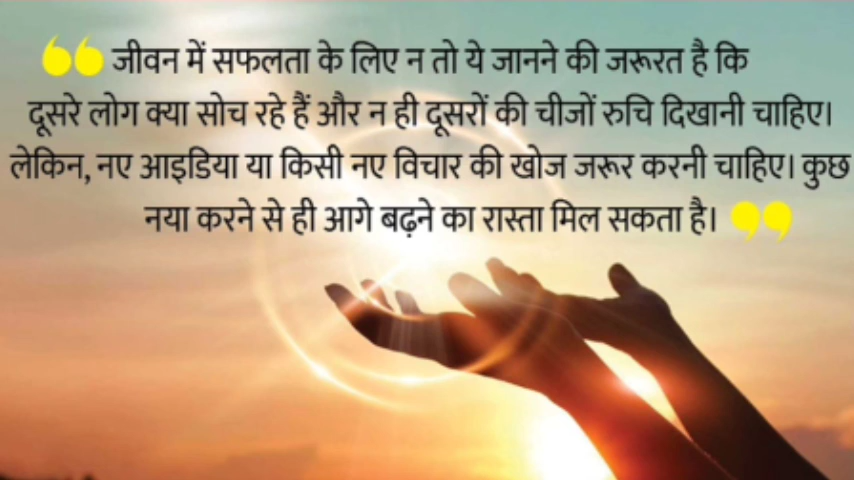 ❝ जीवन में सफलता के लिए न तो ये जानने की जरूरत है कि
दूसरे लोग क्या सोच रहे हैं और न ही दूसरों की चीजों रुचि दिखानी चाहिए।
लेकिन, नए आइडिया या किसी नए विचार की खोज जरूर करनी चाहिए। कुछ
नया करने से ही आगे बढ़ने का रास्ता मिल सकता है। ❞